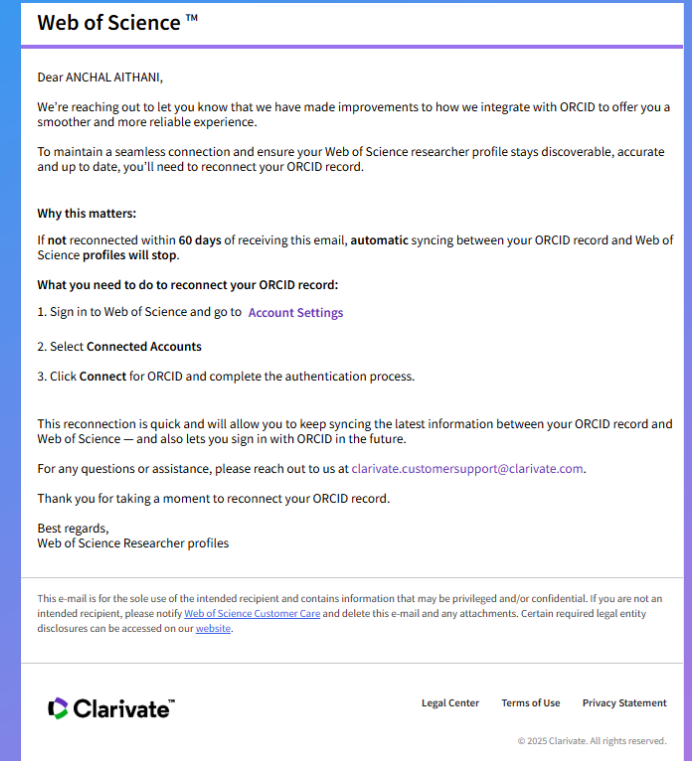 Web of Science ™
Dear ANCHAL AITHANI,
We're reaching out to let you know that we have made improvements to how we integrate with ORCID to offer you a
smoother and more reliable experience.
To maintain a seamless connection and ensure your Web of Science researcher profile stays discoverable, accurate
and up to date, you'll need to reconnect your ORCID record.
Why this matters:
If not reconnected within 60 days of receiving this email, automatic syncing between your ORCID record and Web of
Science profiles will stop.
What you need to do to reconnect your ORCID record:
1. Sign in to Web of Science and go to Account Settings
2. Select Connected Accounts
3. Click Connect for ORCID and complete the authentication process.
This reconnection is quick and will allow you to keep syncing the latest information between your ORCID record and
Web of Science — and also lets you sign in with ORCID in the future.
For any questions or assistance, please reach out to us at clarivate.customersupport@clarivate.com.
Thank you for taking a moment to reconnect your ORCID record.
Best regards,
Web of Science Researcher profiles
This e-mail is for the sole use of the intended recipient and contains information that may be privileged and/or confidential. If you are not an
intended recipient, please notify Web of Science Customer Care and delete this e-mail and any attachments. Certain required legal entity
disclosures can be accessed on our website.
Clarivate™
Legal Center Terms of Use Privacy Statement
© 2025 Clarivate. All rights reserved.